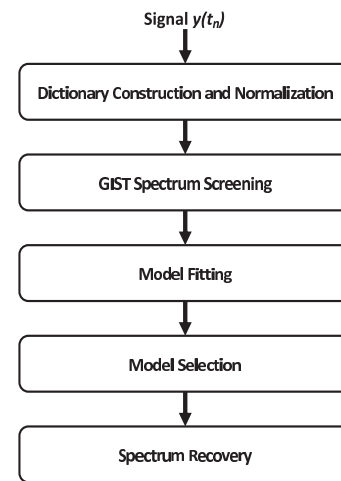 Signal y(tn)
Dictionary Construction and Normalization
GIST Spectrum Screening
Model Fitting
Model Selection
Spectrum Recovery